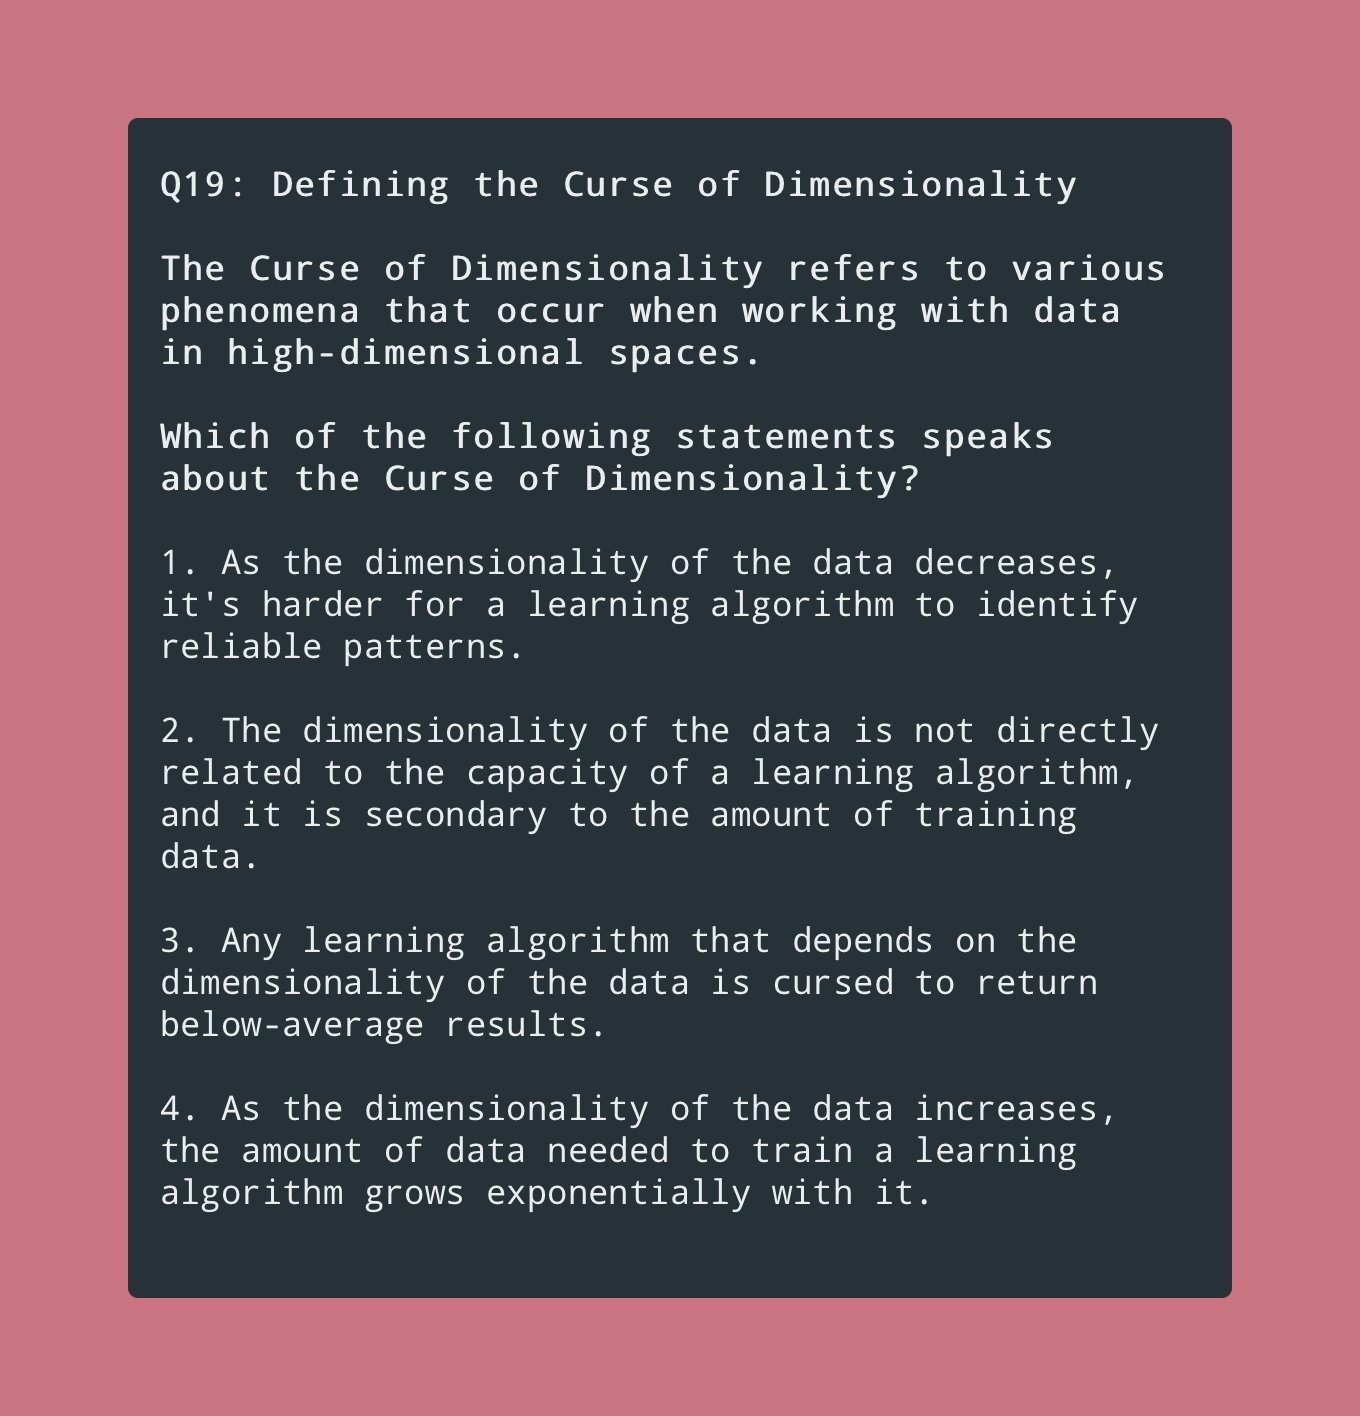 Q19: Defining the Curse of Dimensionality
The Curse of Dimensionality refers to various
phenomena that occur when working with data
in high-dimensional spaces.
Which of the following statements speaks
about the Curse of Dimensionality?
1. As the dimensionality of the data decreases,
it's harder for a learning algorithm to identify
reliable patterns.
2. The dimensionality of the data is not directly
related to the capacity of a learning algorithm,
and it is secondary to the amount of training
data.
3. Any learning algorithm that depends on the
dimensionality of the data is cursed to return
below-average results.
4. As the dimensionality of the data increases,
the amount of data needed to train a learning
algorithm grows exponentially with it.